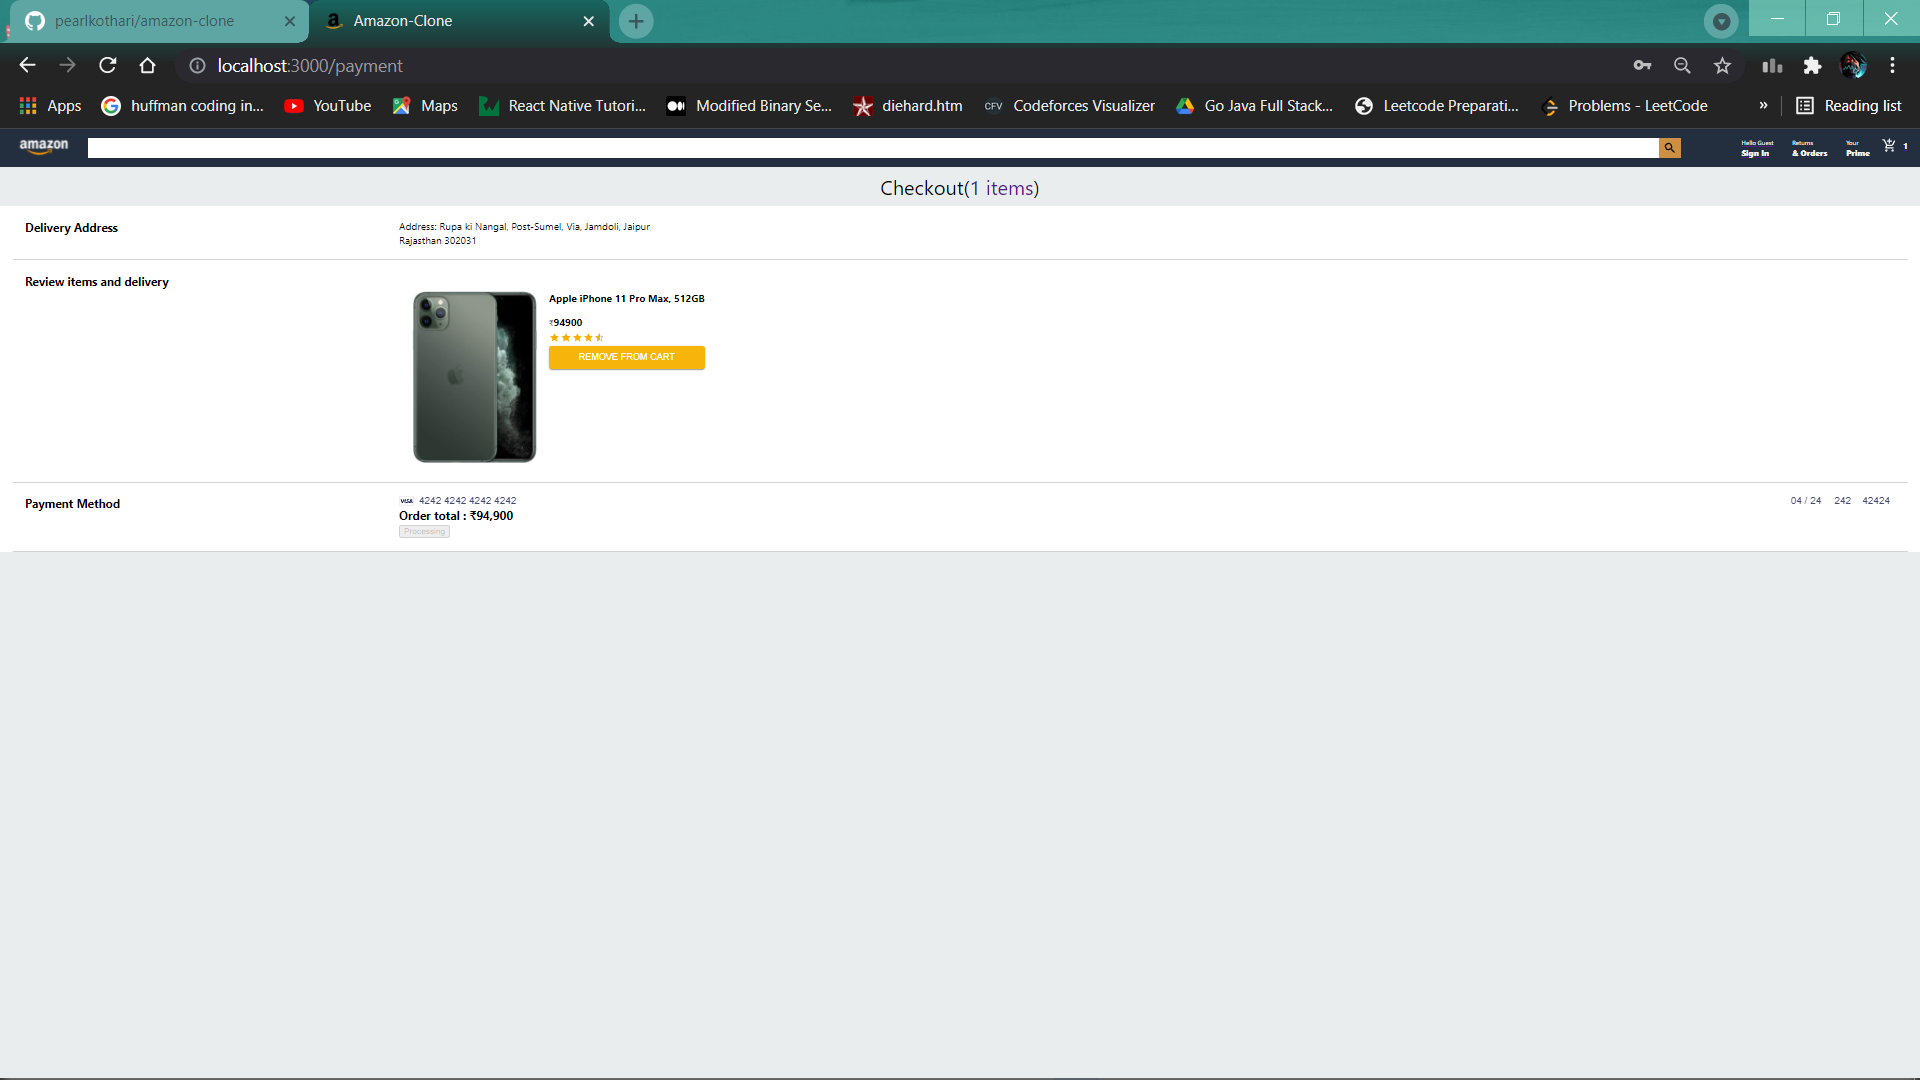 pearlkothari/amazon-clone
Amazon-Clone
localhost:3000/payment
Apps
huffman coding in...
YouTube
Maps
React Native Tutori...
Modified Binary Se...
diehard.htm
CFV
Codeforces Visualizer
Go Java Full Stack...
Leetcode Preparati...
Problems - LeetCode
»
Reading list
amazon
Hello Guest
Sign In
Returns
& Orders
Your
Prime
1
Checkout(1 items)
Delivery Address
Address: Rupa ki Nangal, Post-Sumel, Via, Jamdoli, Jaipur
Rajasthan 302031
Review items and delivery
Apple iPhone 11 Pro Max, 512GB
₹94900
REMOVE FROM CART
Payment Method
VISA 4242 4242 4242 4242 04 / 24 242 42424
Order total : ₹94,900
Processing